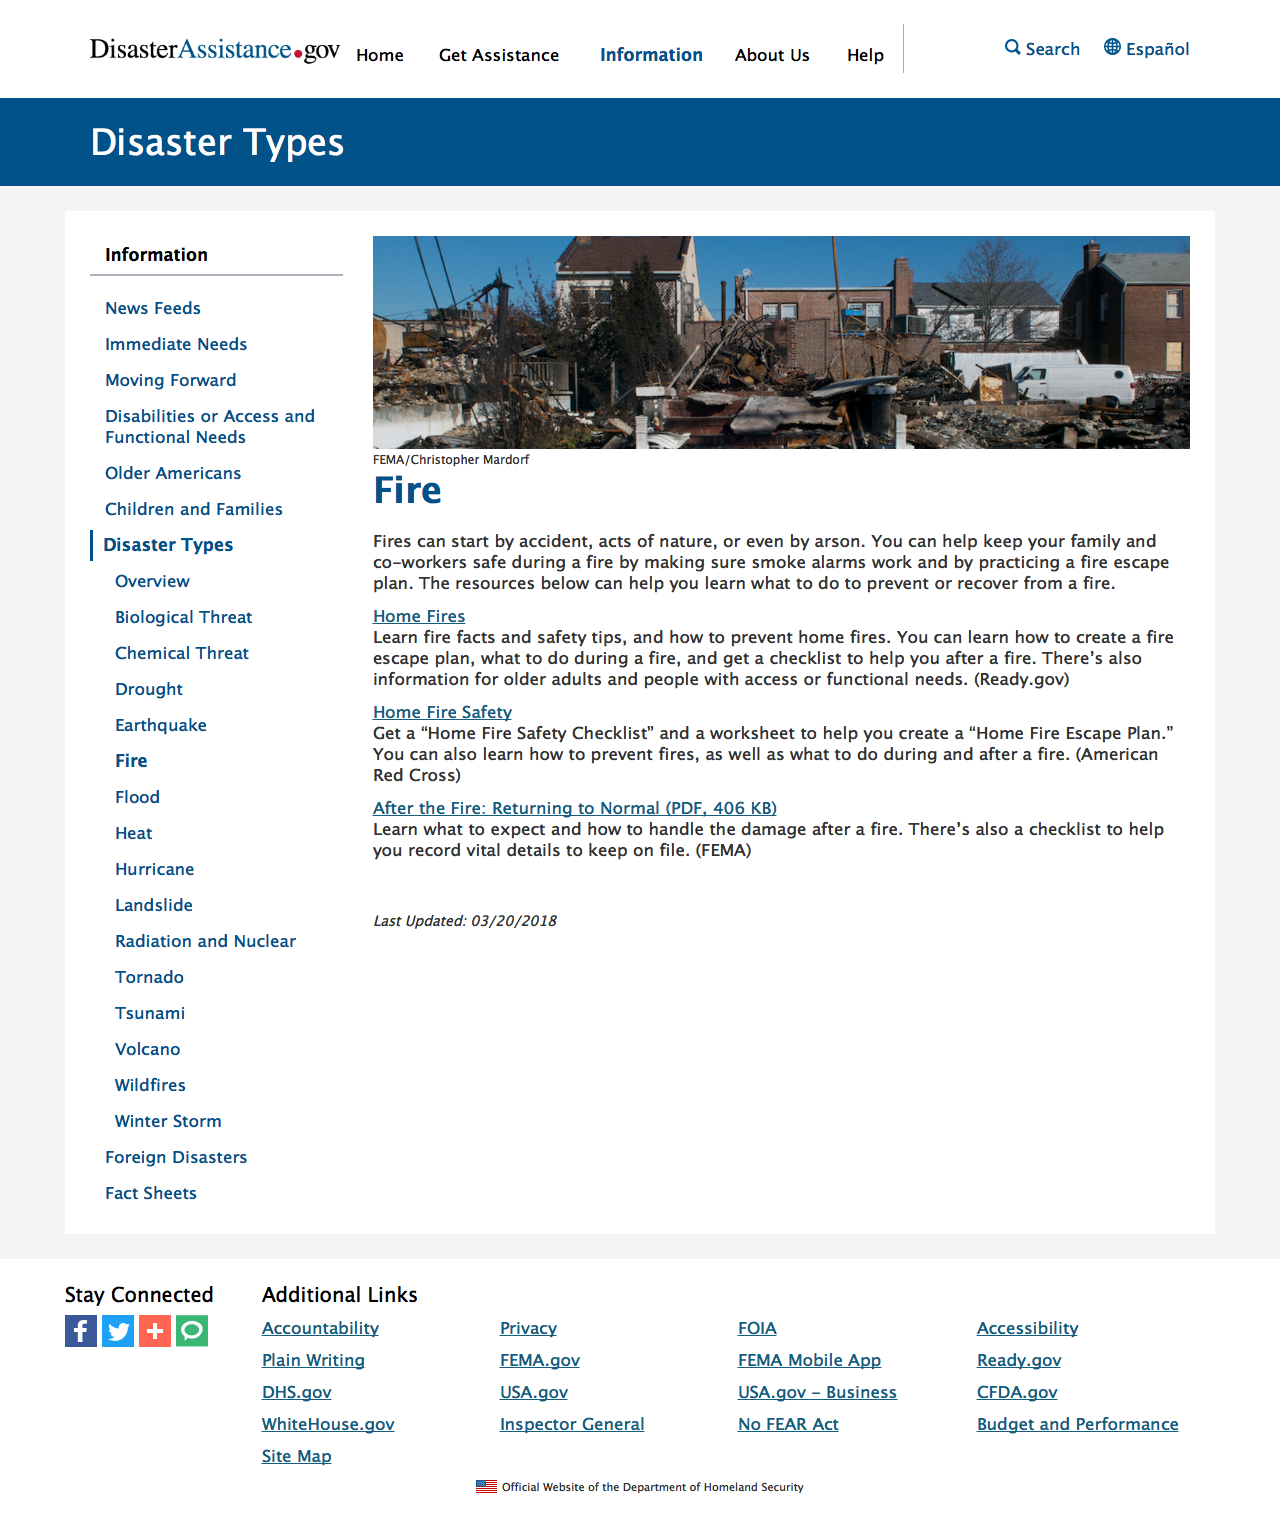 DisasterAssistance.gov
Home
Get Assistance
Information
About Us
Help
Search
Español
Disaster Types
Information
News Feeds
Immediate Needs
Moving Forward
Disabilities or Access and
Functional Needs
Older Americans
Children and Families
Disaster Types
Overview
Biological Threat
Chemical Threat
Drought
Earthquake
Fire
Flood
Heat
Hurricane
Landslide
Radiation and Nuclear
Tornado
Tsunami
Volcano
Wildfires
Winter Storm
Foreign Disasters
Fact Sheets
FEMA/Christopher Mardorf
Fire
Fires can start by accident, acts of nature, or even by arson. You can help keep your family and
co-workers safe during a fire by making sure smoke alarms work and by practicing a fire escape
plan. The resources below can help you learn what to do to prevent or recover from a fire.
Home Fires
Learn fire facts and safety tips, and how to prevent home fires. You can learn how to create a fire
escape plan, what to do during a fire, and get a checklist to help you after a fire. There’s also
information for older adults and people with access or functional needs. (Ready.gov)
Home Fire Safety
Get a “Home Fire Safety Checklist” and a worksheet to help you create a “Home Fire Escape Plan.”
You can also learn how to prevent fires, as well as what to do during and after a fire. (American
Red Cross)
After the Fire: Returning to Normal (PDF, 406 KB)
Learn what to expect and how to handle the damage after a fire. There’s also a checklist to help
you record vital details to keep on file. (FEMA)
Last Updated: 03/20/2018
Stay Connected
Additional Links
Accountability
Privacy
FOIA
Accessibility
Plain Writing
FEMA.gov
FEMA Mobile App
Ready.gov
DHS.gov
USA.gov
USA.gov – Business
CFDA.gov
WhiteHouse.gov
Inspector General
No FEAR Act
Budget and Performance
Site Map
Official Website of the Department of Homeland Security